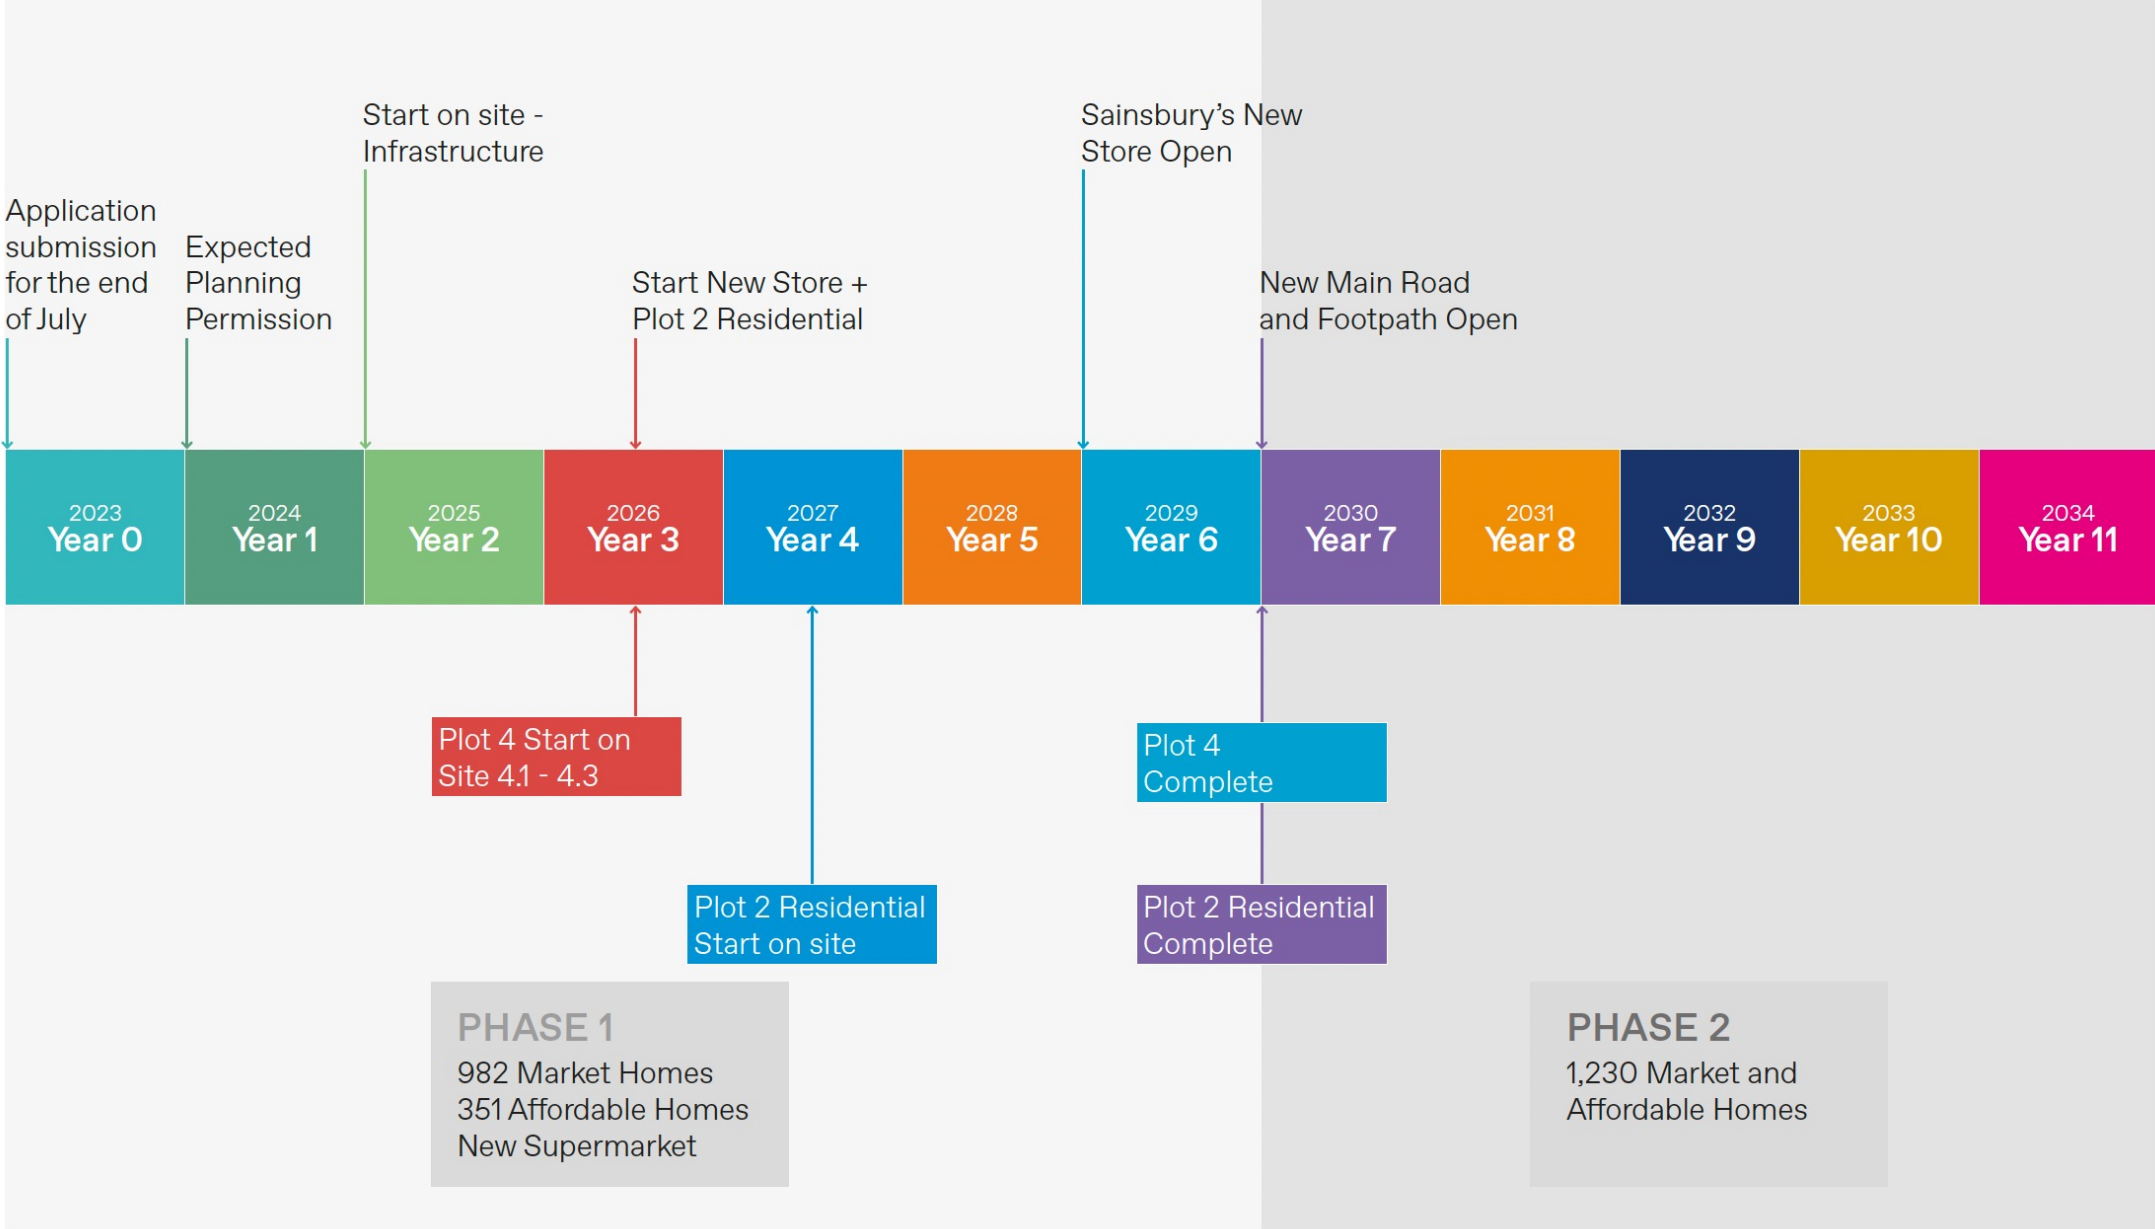 Start on site -
Infrastructure
Sainsbury's New
Store Open
Application
submission
for the end
of July
Expected
Planning
Permission
Start New Store +
Plot 2 Residential
New Main Road
and Footpath Open
2023
Year 0
2024
Year 1
2025
Year 2
2026
Year 3
2027
Year 4
2028
Year 5
2029
Year 6
2030
Year 7
2031
Year 8
2032
Year 9
2033
Year 10
2034
Year 11
Plot 4 Start on
Site 4.1 - 4.3
Plot 4
Complete
Plot 2 Residential
Start on site
Plot 2 Residential
Complete
PHASE 1
982 Market Homes
351 Affordable Homes
New Supermarket
PHASE 2
1,230 Market and
Affordable Homes